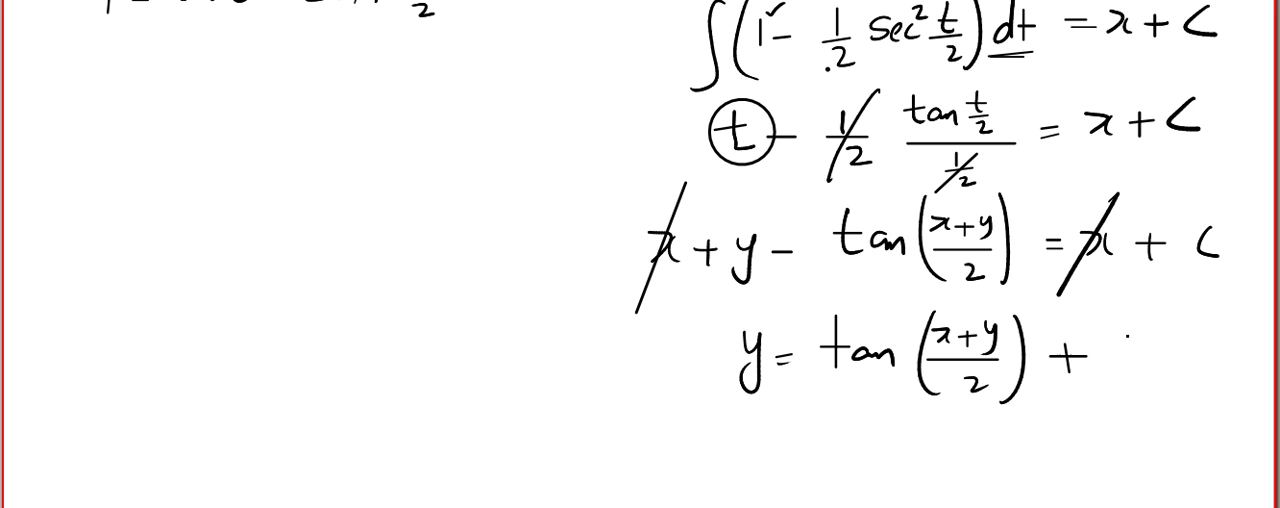 ∫(1 - 1/2 sec² t/2) dt = x + C
t - 1/2 (tan t/2)/(1/2) = x + C
x + y - tan((x+y)/2) = x + C
y = tan((x+y)/2) +